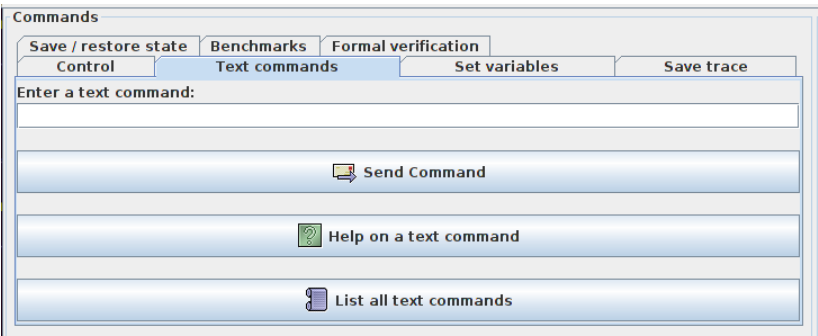 Commands
Save / restore state Benchmarks Formal verification
Control Text commands Set variables Save trace
Enter a text command:
Send Command
Help on a text command
List all text commands